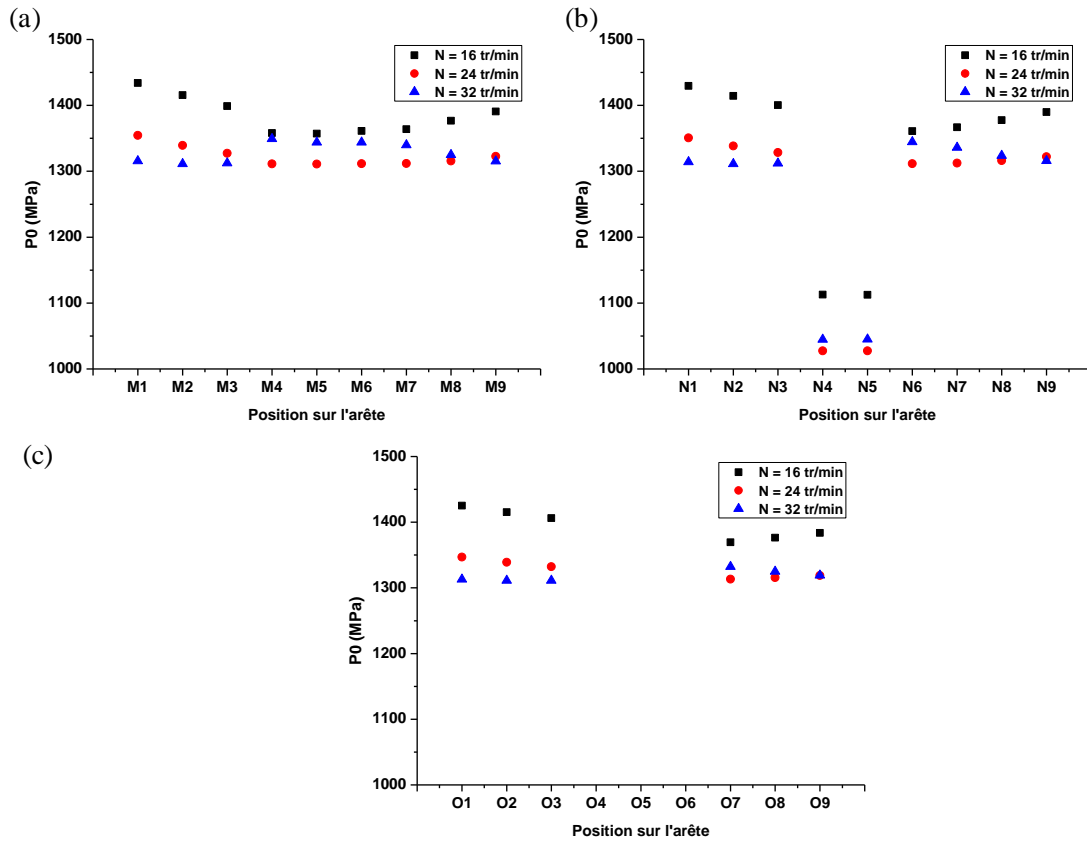 (a)
1500
1400
1300
1200
1100
1000
P0 (MPa)
N = 16 tr/min
N = 24 tr/min
N = 32 tr/min
M1 M2 M3 M4 M5 M6 M7 M8 M9
Position sur l'arête
(b)
1500
1400
1300
1200
1100
1000
P0 (MPa)
N = 16 tr/min
N = 24 tr/min
N = 32 tr/min
N1 N2 N3 N4 N5 N6 N7 N8 N9
Position sur l'arête
(c)
1500
1400
1300
1200
1100
1000
P0 (MPa)
N = 16 tr/min
N = 24 tr/min
N = 32 tr/min
O1 O2 O3 O4 O5 O6 O7 O8 O9
Position sur l'arête